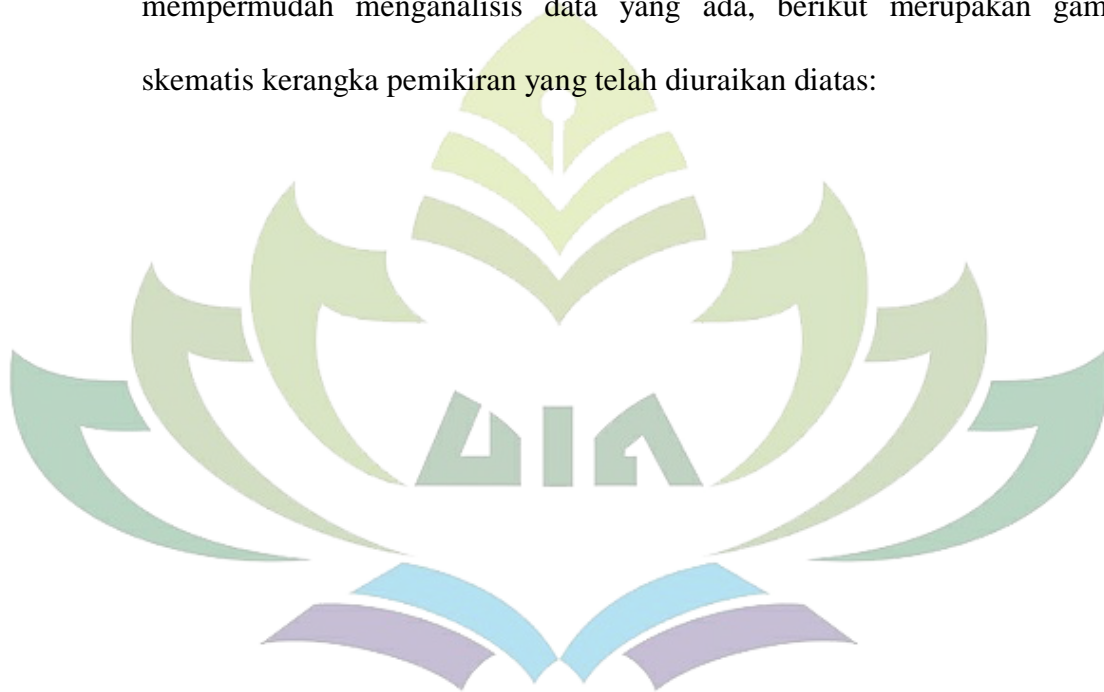 mempermudah menganalisis data yang ada, berikut merupakan gam
skematis kerangka pemikiran yang telah diuraikan diatas: